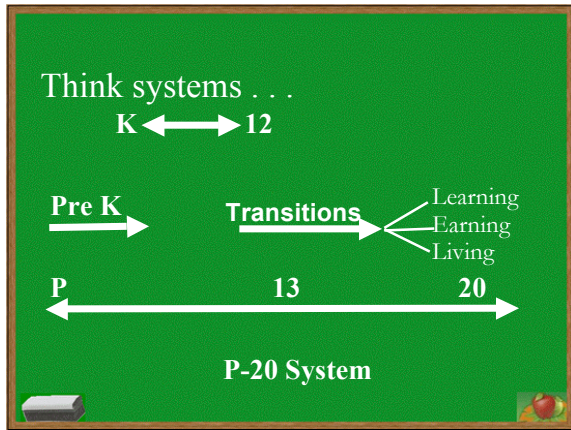 Think systems . . .
K 12
Pre K Transitions Learning
Earning
Living
P 13 20
P-20 System